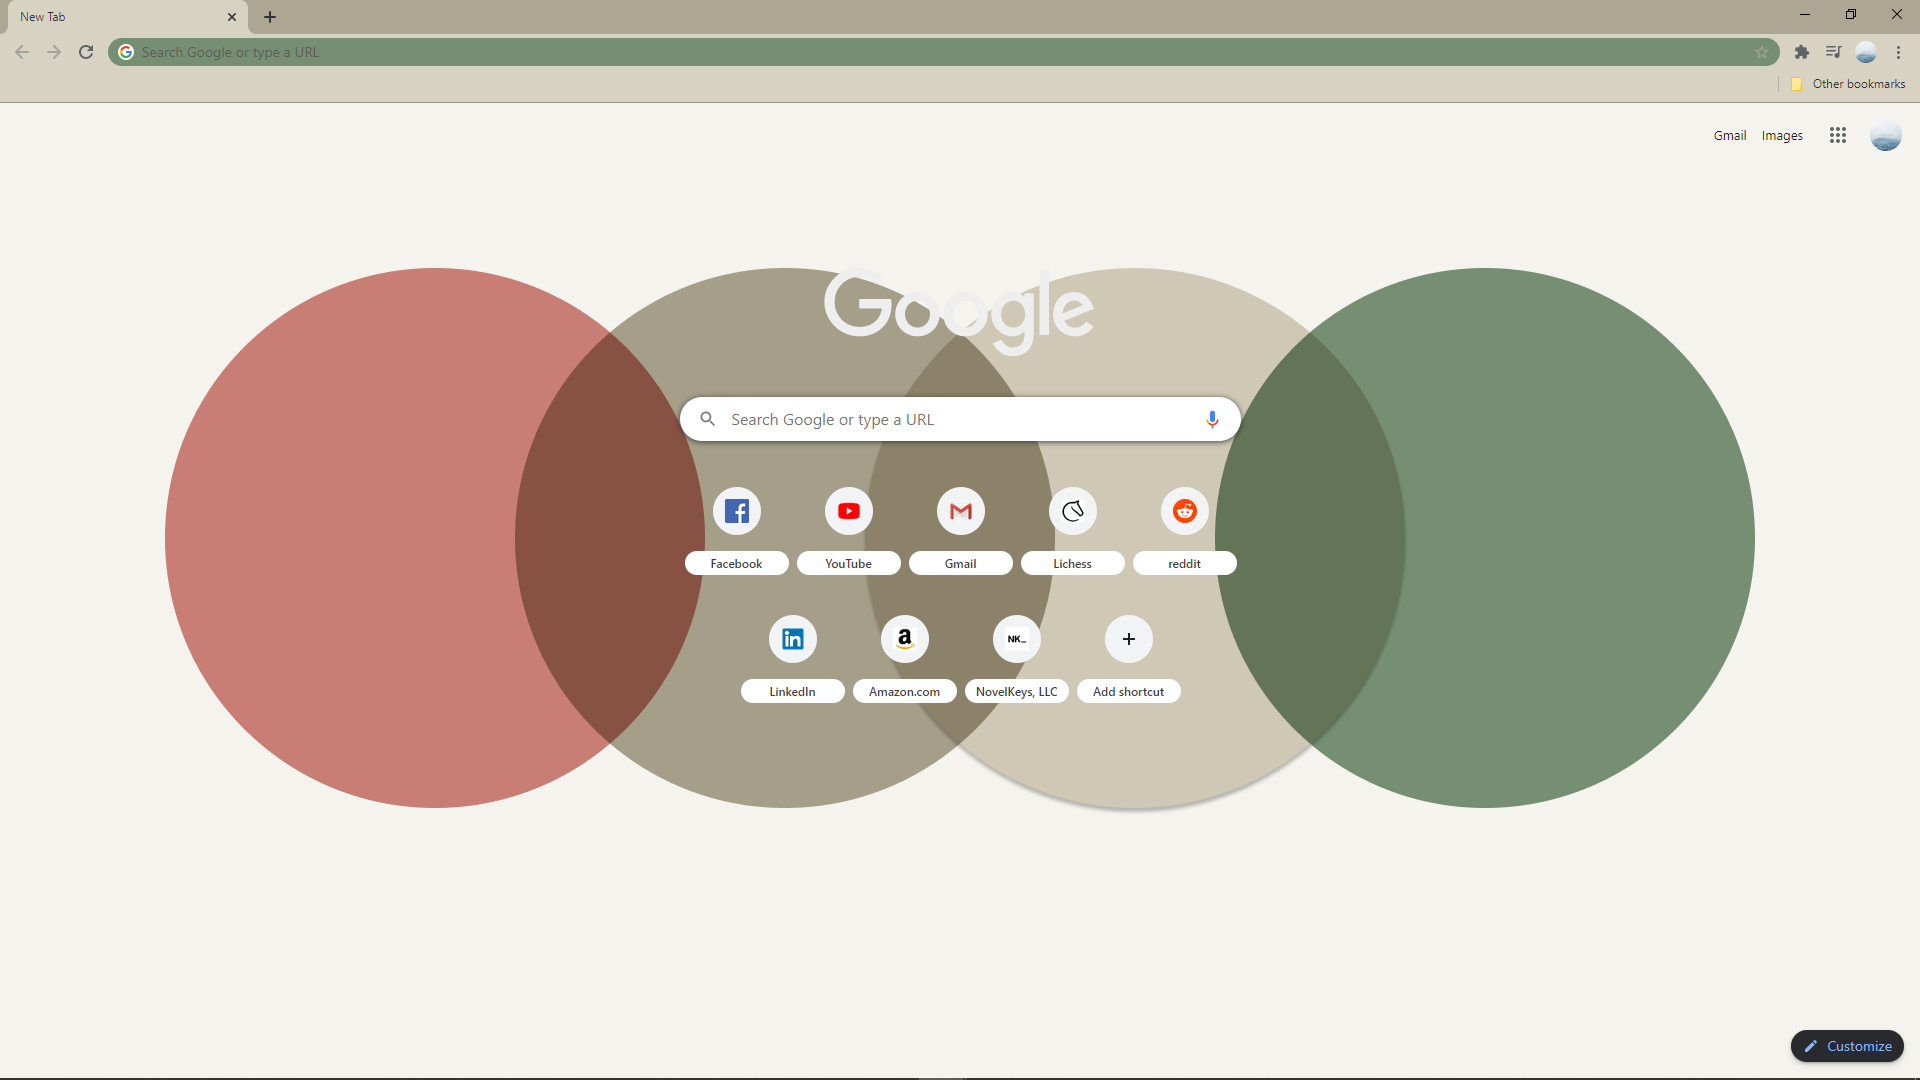 New Tab
Search Google or type a URL
Other bookmarks
Gmail Images
Google
Search Google or type a URL
Facebook YouTube Gmail Lichess reddit
NK_
LinkedIn Amazon.com NovelKeys, LLC Add shortcut
Customize